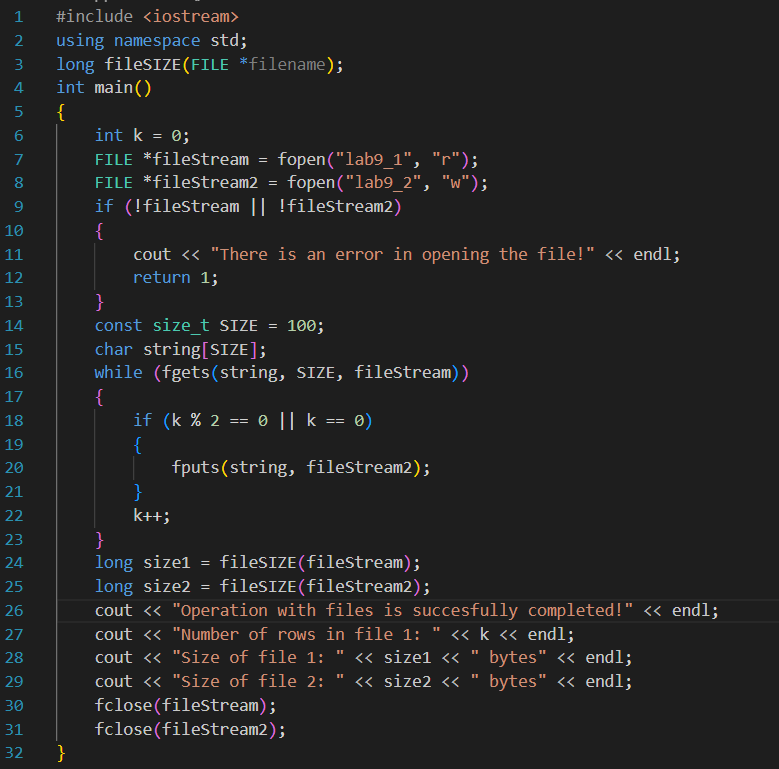 1 #include <iostream>
2 using namespace std;
3 long fileSIZE(FILE *filename);
4 int main()
5 {
6     int k = 0;
7     FILE *fileStream = fopen("lab9_1", "r");
8     FILE *fileStream2 = fopen("lab9_2", "w");
9     if (!fileStream || !fileStream2)
10     {
11         cout << "There is an error in opening the file!" << endl;
12         return 1;
13     }
14     const size_t SIZE = 100;
15     char string[SIZE];
16     while (fgets(string, SIZE, fileStream))
17     {
18         if (k % 2 == 0 || k == 0)
19         {
20             fputs(string, fileStream2);
21         }
22         k++;
23     }
24     long size1 = fileSIZE(fileStream);
25     long size2 = fileSIZE(fileStream2);
26     cout << "Operation with files is succesfully completed!" << endl;
27     cout << "Number of rows in file 1: " << k << endl;
28     cout << "Size of file 1: " << size1 << " bytes" << endl;
29     cout << "Size of file 2: " << size2 << " bytes" << endl;
30     fclose(fileStream);
31     fclose(fileStream2);
32 }